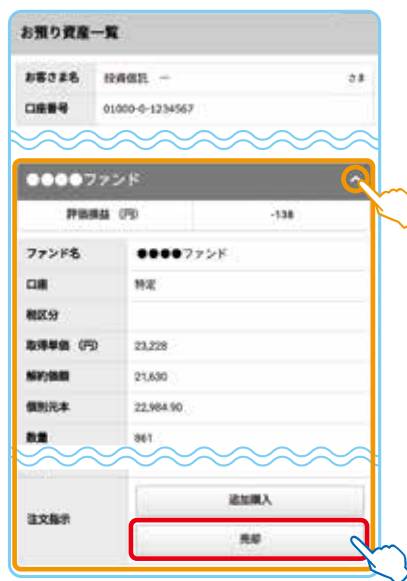 お預り資産一覧
お客さま名 投資信託 一 さま
口座番号 01000-0-1234567
●●●●ファンド
評価損益 (円) -138
ファンド名 ●●●●ファンド
口座 特定
税区分
取得単価 (円) 23,228
解約価額 21,630
個別元本 22,984.90
数量 861
注文指示 追加購入
売却